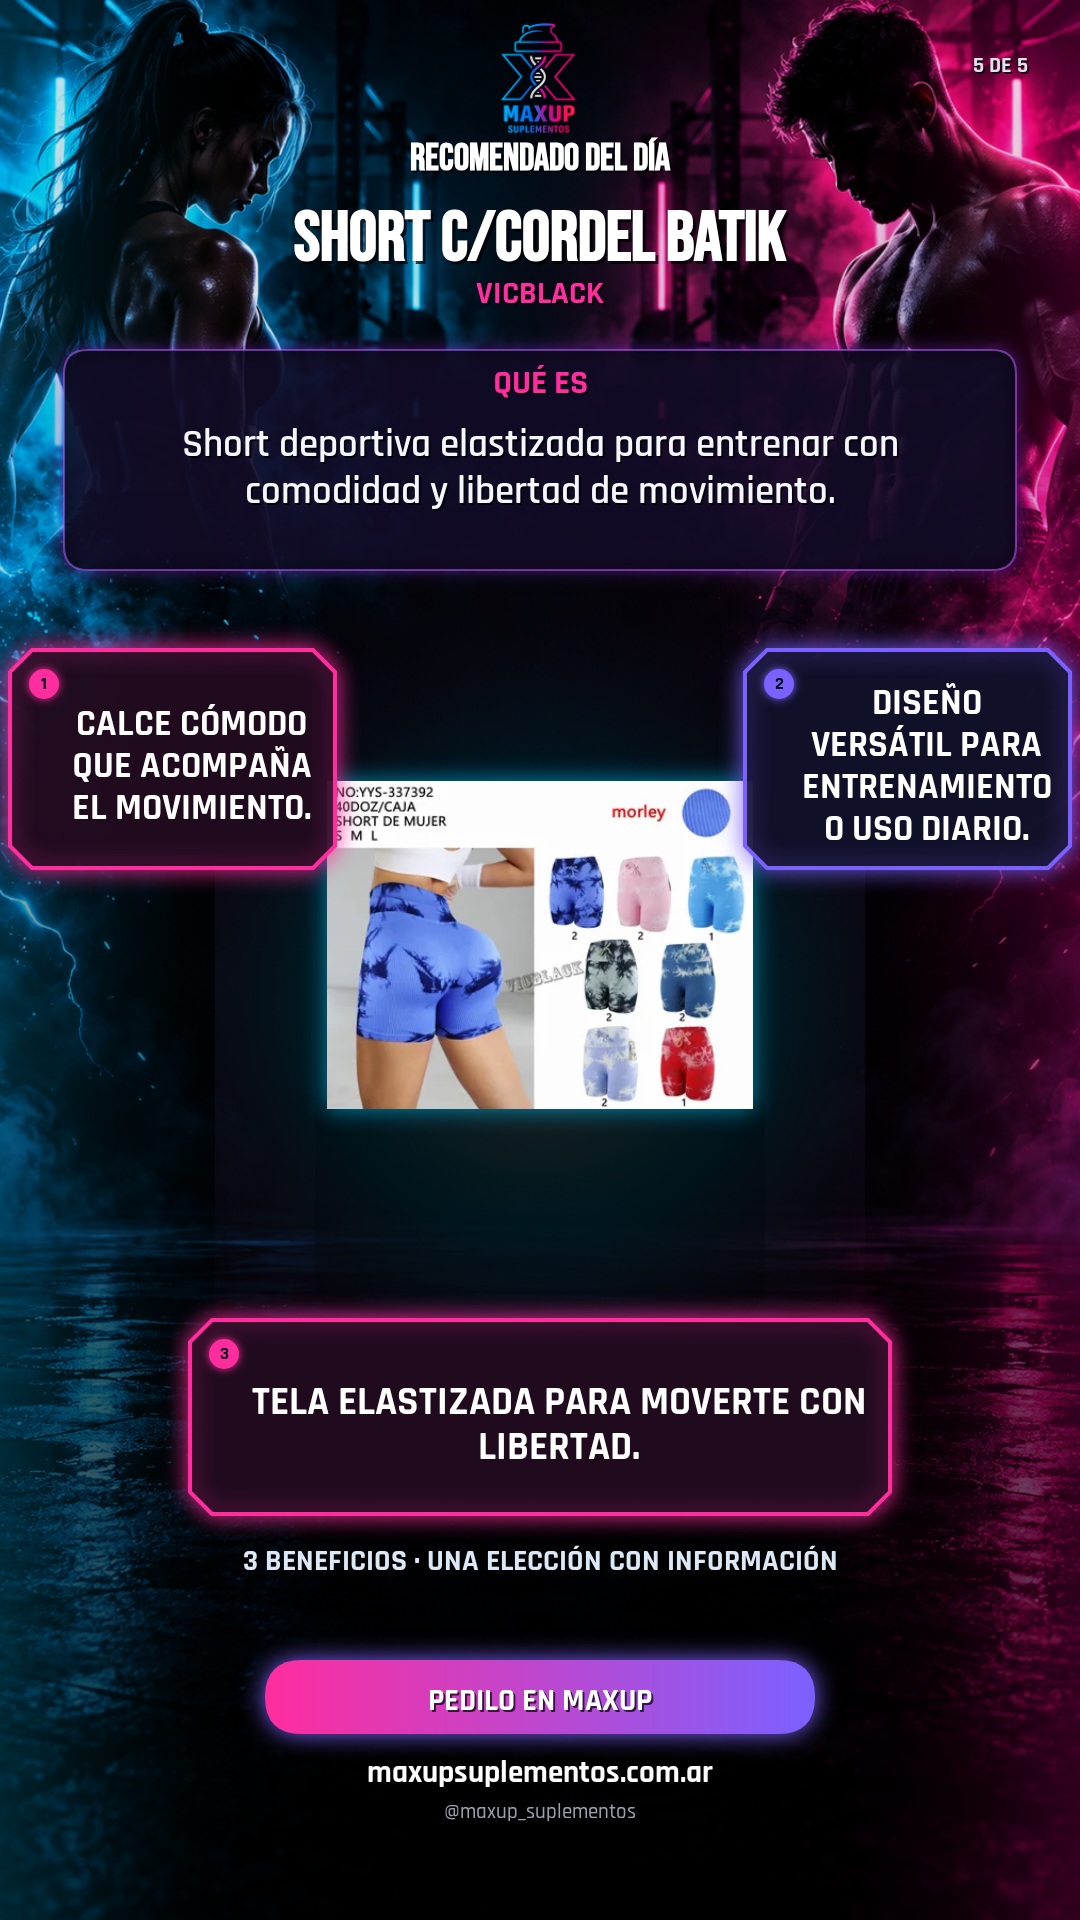 5 DE 5
MAXUP
SUPLEMENTOS
RECOMENDADO DEL DÍA
SHORT C/CORDEL BATIK
VICBLACK
QUÉ ES
Short deportiva elastizada para entrenar con
comodidad y libertad de movimiento.
1
CALCE CÓMODO
QUE ACOMPAÑA
EL MOVIMIENTO.
2
DISEÑO
VERSÁTIL PARA
ENTRENAMIENTO
O USO DIARIO.
NO:YYS-337392
40DOZ/CAJA
SHORT DE MUJER
S M L
morley
2 2 1
VICBLACK
2 2
2 1
3
TELA ELASTIZADA PARA MOVERTE CON
LIBERTAD.
3 BENEFICIOS · UNA ELECCIÓN CON INFORMACIÓN
PEDILO EN MAXUP
maxupsuplementos.com.ar
@maxup_suplementos